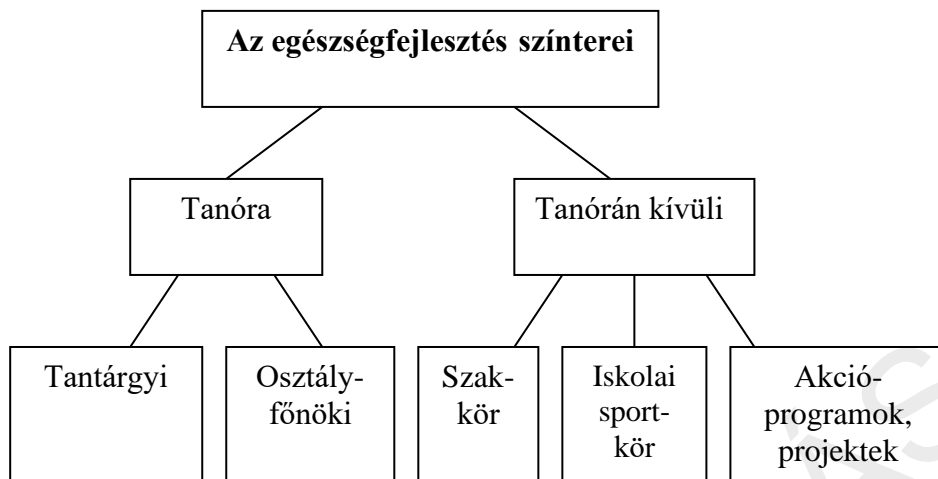 Az egészségfejlesztés színterei
Tanóra
Tanórán kívüli
Tantárgyi
Osztály-
főnöki
Szak-
kör
Iskolai
sport-
kör
Akció-
programok,
projektek